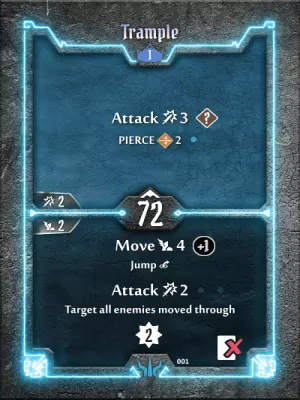 Trample
1
Attack 3 ?
PIERCE 2
2
72
2
Move 4 +1
Jump
Attack 2
Target all enemies moved through
2
001